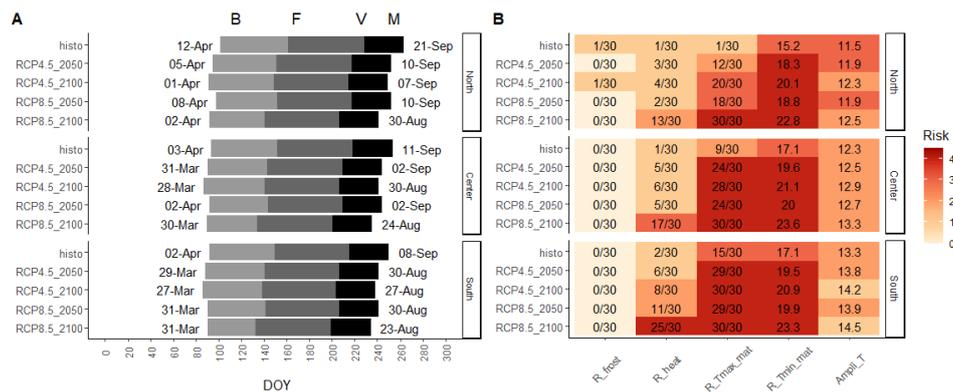 A B F V M
histo 12-Apr 21-Sep
RCP4.5_2050 05-Apr 10-Sep
RCP4.5_2100 01-Apr 07-Sep
RCP8.5_2050 08-Apr 10-Sep
RCP8.5_2100 02-Apr 30-Aug
North
histo 03-Apr 11-Sep
RCP4.5_2050 31-Mar 02-Sep
RCP4.5_2100 28-Mar 30-Aug
RCP8.5_2050 02-Apr 02-Sep
RCP8.5_2100 30-Mar 24-Aug
Center
histo 02-Apr 08-Sep
RCP4.5_2050 29-Mar 30-Aug
RCP4.5_2100 27-Mar 27-Aug
RCP8.5_2050 31-Mar 30-Aug
RCP8.5_2100 31-Mar 23-Aug
South
0 20 40 60 80 100 120 140 160 180 200 220 240 260 280 300
DOY
B
histo 1/30 1/30 1/30 15.2 11.5
RCP4.5_2050 0/30 3/30 12/30 18.3 11.9
RCP4.5_2100 1/30 4/30 20/30 20.1 12.3
RCP8.5_2050 0/30 2/30 18/30 18.8 11.9
RCP8.5_2100 0/30 13/30 30/30 22.8 12.5
North
histo 0/30 1/30 9/30 17.1 12.3
RCP4.5_2050 0/30 5/30 24/30 19.6 12.5
RCP4.5_2100 0/30 6/30 28/30 21.1 12.9
RCP8.5_2050 0/30 5/30 24/30 20 12.7
RCP8.5_2100 0/30 17/30 30/30 23.6 13.3
Center
histo 0/30 2/30 15/30 17.1 13.3
RCP4.5_2050 0/30 6/30 29/30 19.5 13.8
RCP4.5_2100 0/30 8/30 30/30 20.9 14.2
RCP8.5_2050 0/30 11/30 29/30 19.9 13.9
RCP8.5_2100 0/30 25/30 30/30 23.3 14.5
South
R_frost R_heat R_Tmax_mat R_Tmin_mat Ampli_T
Risk
4
3
2
1
0